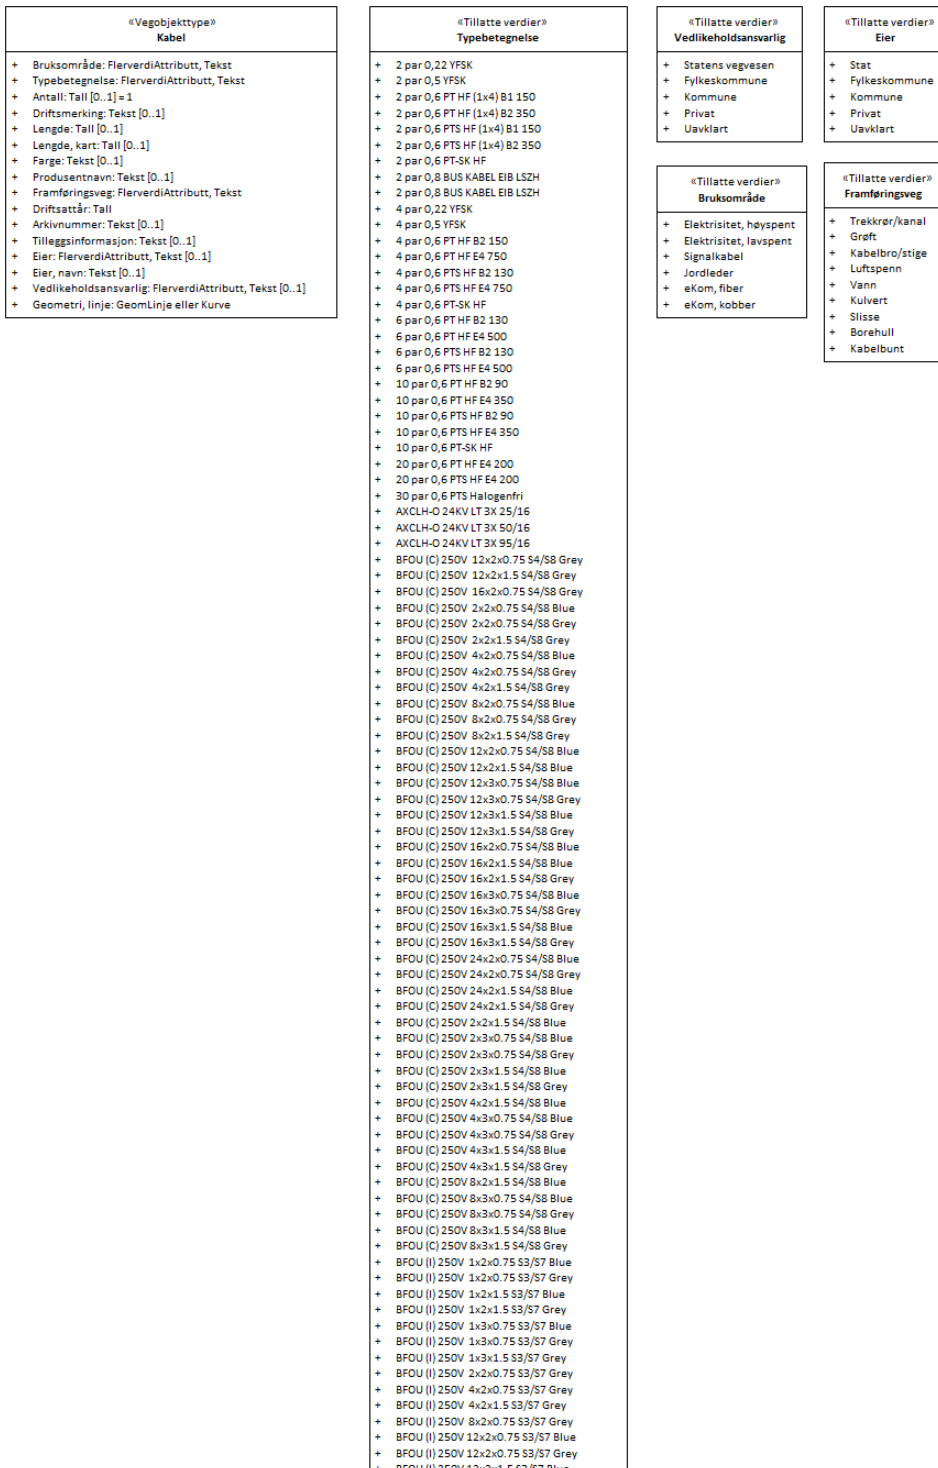 «Vegobjekttype»
Kabel
+ Bruksområde: FlerverdiAttributt, Tekst
+ Typebetegnelse: FlerverdiAttributt, Tekst
+ Antall: Tall [0..1] = 1
+ Driftsmerking: Tekst [0..1]
+ Lengde: Tall [0..1]
+ Lengde, kart: Tall [0..1]
+ Farge: Tekst [0..1]
+ Produsentnavn: Tekst [0..1]
+ Framføringsveg: FlerverdiAttributt, Tekst
+ Driftsattår: Tall
+ Arkivnummer: Tekst [0..1]
+ Tilleggsinformasjon: Tekst [0..1]
+ Eier: FlerverdiAttributt, Tekst [0..1]
+ Eier, navn: Tekst [0..1]
+ Vedlikeholdsansvarlig: FlerverdiAttributt, Tekst [0..1]
+ Geometri, linje: GeomLinje eller Kurve
«Tillatte verdier»
Typebetegnelse
+ 2 par 0,22 YFSK
+ 2 par 0,5 YFSK
+ 2 par 0,6 PT HF (1x4) B1 150
+ 2 par 0,6 PT HF (1x4) B2 350
+ 2 par 0,6 PTS HF (1x4) B1 150
+ 2 par 0,6 PTS HF (1x4) B2 350
+ 2 par 0,6 PT-SK HF
+ 2 par 0,8 BUS KABEL EIB LSZH
+ 2 par 0,8 BUS KABEL EIB LSZH
+ 4 par 0,22 YFSK
+ 4 par 0,5 YFSK
+ 4 par 0,6 PT HF B2 150
+ 4 par 0,6 PT HF E4 750
+ 4 par 0,6 PTS HF B2 130
+ 4 par 0,6 PTS HF E4 750
+ 4 par 0,6 PT-SK HF
+ 6 par 0,6 PT HF B2 130
+ 6 par 0,6 PT HF E4 500
+ 6 par 0,6 PTS HF B2 130
+ 6 par 0,6 PTS HF E4 500
+ 10 par 0,6 PT HF B2 90
+ 10 par 0,6 PT HF E4 350
+ 10 par 0,6 PTS HF B2 90
+ 10 par 0,6 PTS HF E4 350
+ 10 par 0,6 PT-SK HF
+ 20 par 0,6 PT HF E4 200
+ 20 par 0,6 PTS HF E4 200
+ 30 par 0,6 PTS Halogenfri
+ AXCLH-O 24KV LT 3X 25/16
+ AXCLH-O 24KV LT 3X 50/16
+ AXCLH-O 24KV LT 3X 95/16
+ BFOU (C) 250V 12x2x0.75 S4/S8 Grey
+ BFOU (C) 250V 12x2x1.5 S4/S8 Grey
+ BFOU (C) 250V 16x2x0.75 S4/S8 Grey
+ BFOU (C) 250V 2x2x0.75 S4/S8 Blue
+ BFOU (C) 250V 2x2x0.75 S4/S8 Grey
+ BFOU (C) 250V 2x2x1.5 S4/S8 Grey
+ BFOU (C) 250V 4x2x0.75 S4/S8 Blue
+ BFOU (C) 250V 4x2x0.75 S4/S8 Grey
+ BFOU (C) 250V 4x2x1.5 S4/S8 Grey
+ BFOU (C) 250V 8x2x0.75 S4/S8 Blue
+ BFOU (C) 250V 8x2x0.75 S4/S8 Grey
+ BFOU (C) 250V 8x2x1.5 S4/S8 Grey
+ BFOU (C) 250V 12x2x0.75 S4/S8 Blue
+ BFOU (C) 250V 12x2x1.5 S4/S8 Blue
+ BFOU (C) 250V 12x3x0.75 S4/S8 Blue
+ BFOU (C) 250V 12x3x0.75 S4/S8 Grey
+ BFOU (C) 250V 12x3x1.5 S4/S8 Blue
+ BFOU (C) 250V 12x3x1.5 S4/S8 Grey
+ BFOU (C) 250V 16x2x0.75 S4/S8 Blue
+ BFOU (C) 250V 16x2x1.5 S4/S8 Blue
+ BFOU (C) 250V 16x2x1.5 S4/S8 Grey
+ BFOU (C) 250V 16x3x0.75 S4/S8 Blue
+ BFOU (C) 250V 16x3x0.75 S4/S8 Grey
+ BFOU (C) 250V 16x3x1.5 S4/S8 Blue
+ BFOU (C) 250V 16x3x1.5 S4/S8 Grey
+ BFOU (C) 250V 24x2x0.75 S4/S8 Blue
+ BFOU (C) 250V 24x2x0.75 S4/S8 Grey
+ BFOU (C) 250V 24x2x1.5 S4/S8 Blue
+ BFOU (C) 250V 24x2x1.5 S4/S8 Grey
+ BFOU (C) 250V 2x2x1.5 S4/S8 Blue
+ BFOU (C) 250V 2x3x0.75 S4/S8 Blue
+ BFOU (C) 250V 2x3x0.75 S4/S8 Grey
+ BFOU (C) 250V 2x3x1.5 S4/S8 Blue
+ BFOU (C) 250V 2x3x1.5 S4/S8 Grey
+ BFOU (C) 250V 4x2x1.5 S4/S8 Blue
+ BFOU (C) 250V 4x3x0.75 S4/S8 Blue
+ BFOU (C) 250V 4x3x0.75 S4/S8 Grey
+ BFOU (C) 250V 4x3x1.5 S4/S8 Blue
+ BFOU (C) 250V 4x3x1.5 S4/S8 Grey
+ BFOU (C) 250V 8x2x1.5 S4/S8 Blue
+ BFOU (C) 250V 8x3x0.75 S4/S8 Blue
+ BFOU (C) 250V 8x3x0.75 S4/S8 Grey
+ BFOU (C) 250V 8x3x1.5 S4/S8 Blue
+ BFOU (C) 250V 8x3x1.5 S4/S8 Grey
+ BFOU (I) 250V 1x2x0.75 S3/S7 Blue
+ BFOU (I) 250V 1x2x0.75 S3/S7 Grey
+ BFOU (I) 250V 1x2x1.5 S3/S7 Blue
+ BFOU (I) 250V 1x2x1.5 S3/S7 Grey
+ BFOU (I) 250V 1x3x0.75 S3/S7 Blue
+ BFOU (I) 250V 1x3x0.75 S3/S7 Grey
+ BFOU (I) 250V 1x3x1.5 S3/S7 Grey
+ BFOU (I) 250V 2x2x0.75 S3/S7 Grey
+ BFOU (I) 250V 4x2x0.75 S3/S7 Grey
+ BFOU (I) 250V 4x2x1.5 S3/S7 Grey
+ BFOU (I) 250V 8x2x0.75 S3/S7 Grey
+ BFOU (I) 250V 12x2x0.75 S3/S7 Blue
+ BFOU (I) 250V 12x2x0.75 S3/S7 Grey
+ BFOU (I) 250V 12x2x1.5 S3/S7 Blue
«Tillatte verdier»
Vedlikeholdsansvarlig
+ Statens vegvesen
+ Fylkeskommune
+ Kommune
+ Privat
+ Uavklart
«Tillatte verdier»
Bruksområde
+ Elektrisitet, høyspent
+ Elektrisitet, lavspent
+ Signalkabel
+ Jordleder
+ eKom, fiber
+ eKom, kobber
«Tillatte verdier»
Eier
+ Stat
+ Fylkeskommune
+ Kommune
+ Privat
+ Uavklart
«Tillatte verdier»
Framføringsveg
+ Trekkrør/kanal
+ Grøft
+ Kabelbro/stige
+ Luftspenn
+ Vann
+ Kulvert
+ Slisse
+ Borehull
+ Kabelbunt